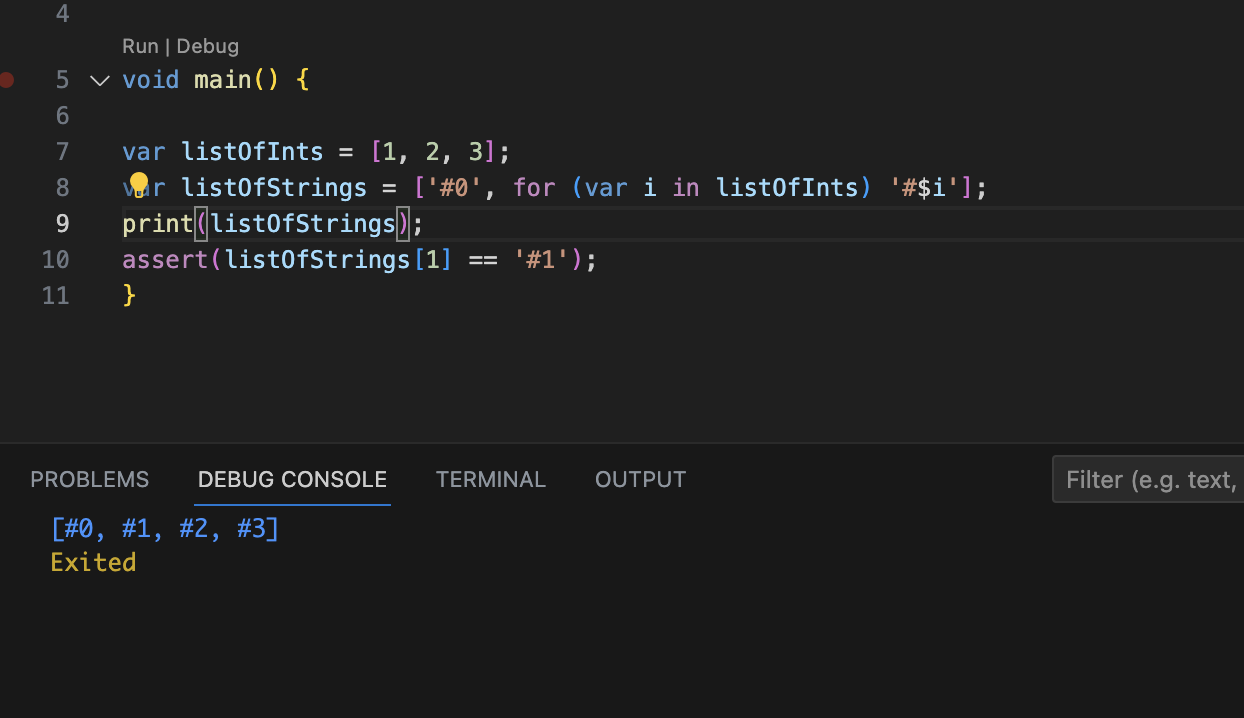 4
Run | Debug
5 void main() {
6
7 var listOfInts = [1, 2, 3];
8 var listOfStrings = ['#0', for (var i in listOfInts) '#$i'];
9 print(listOfStrings);
10 assert(listOfStrings[1] == '#1');
11 }
PROBLEMS DEBUG CONSOLE TERMINAL OUTPUT Filter (e.g. text,
[#0, #1, #2, #3]
Exited